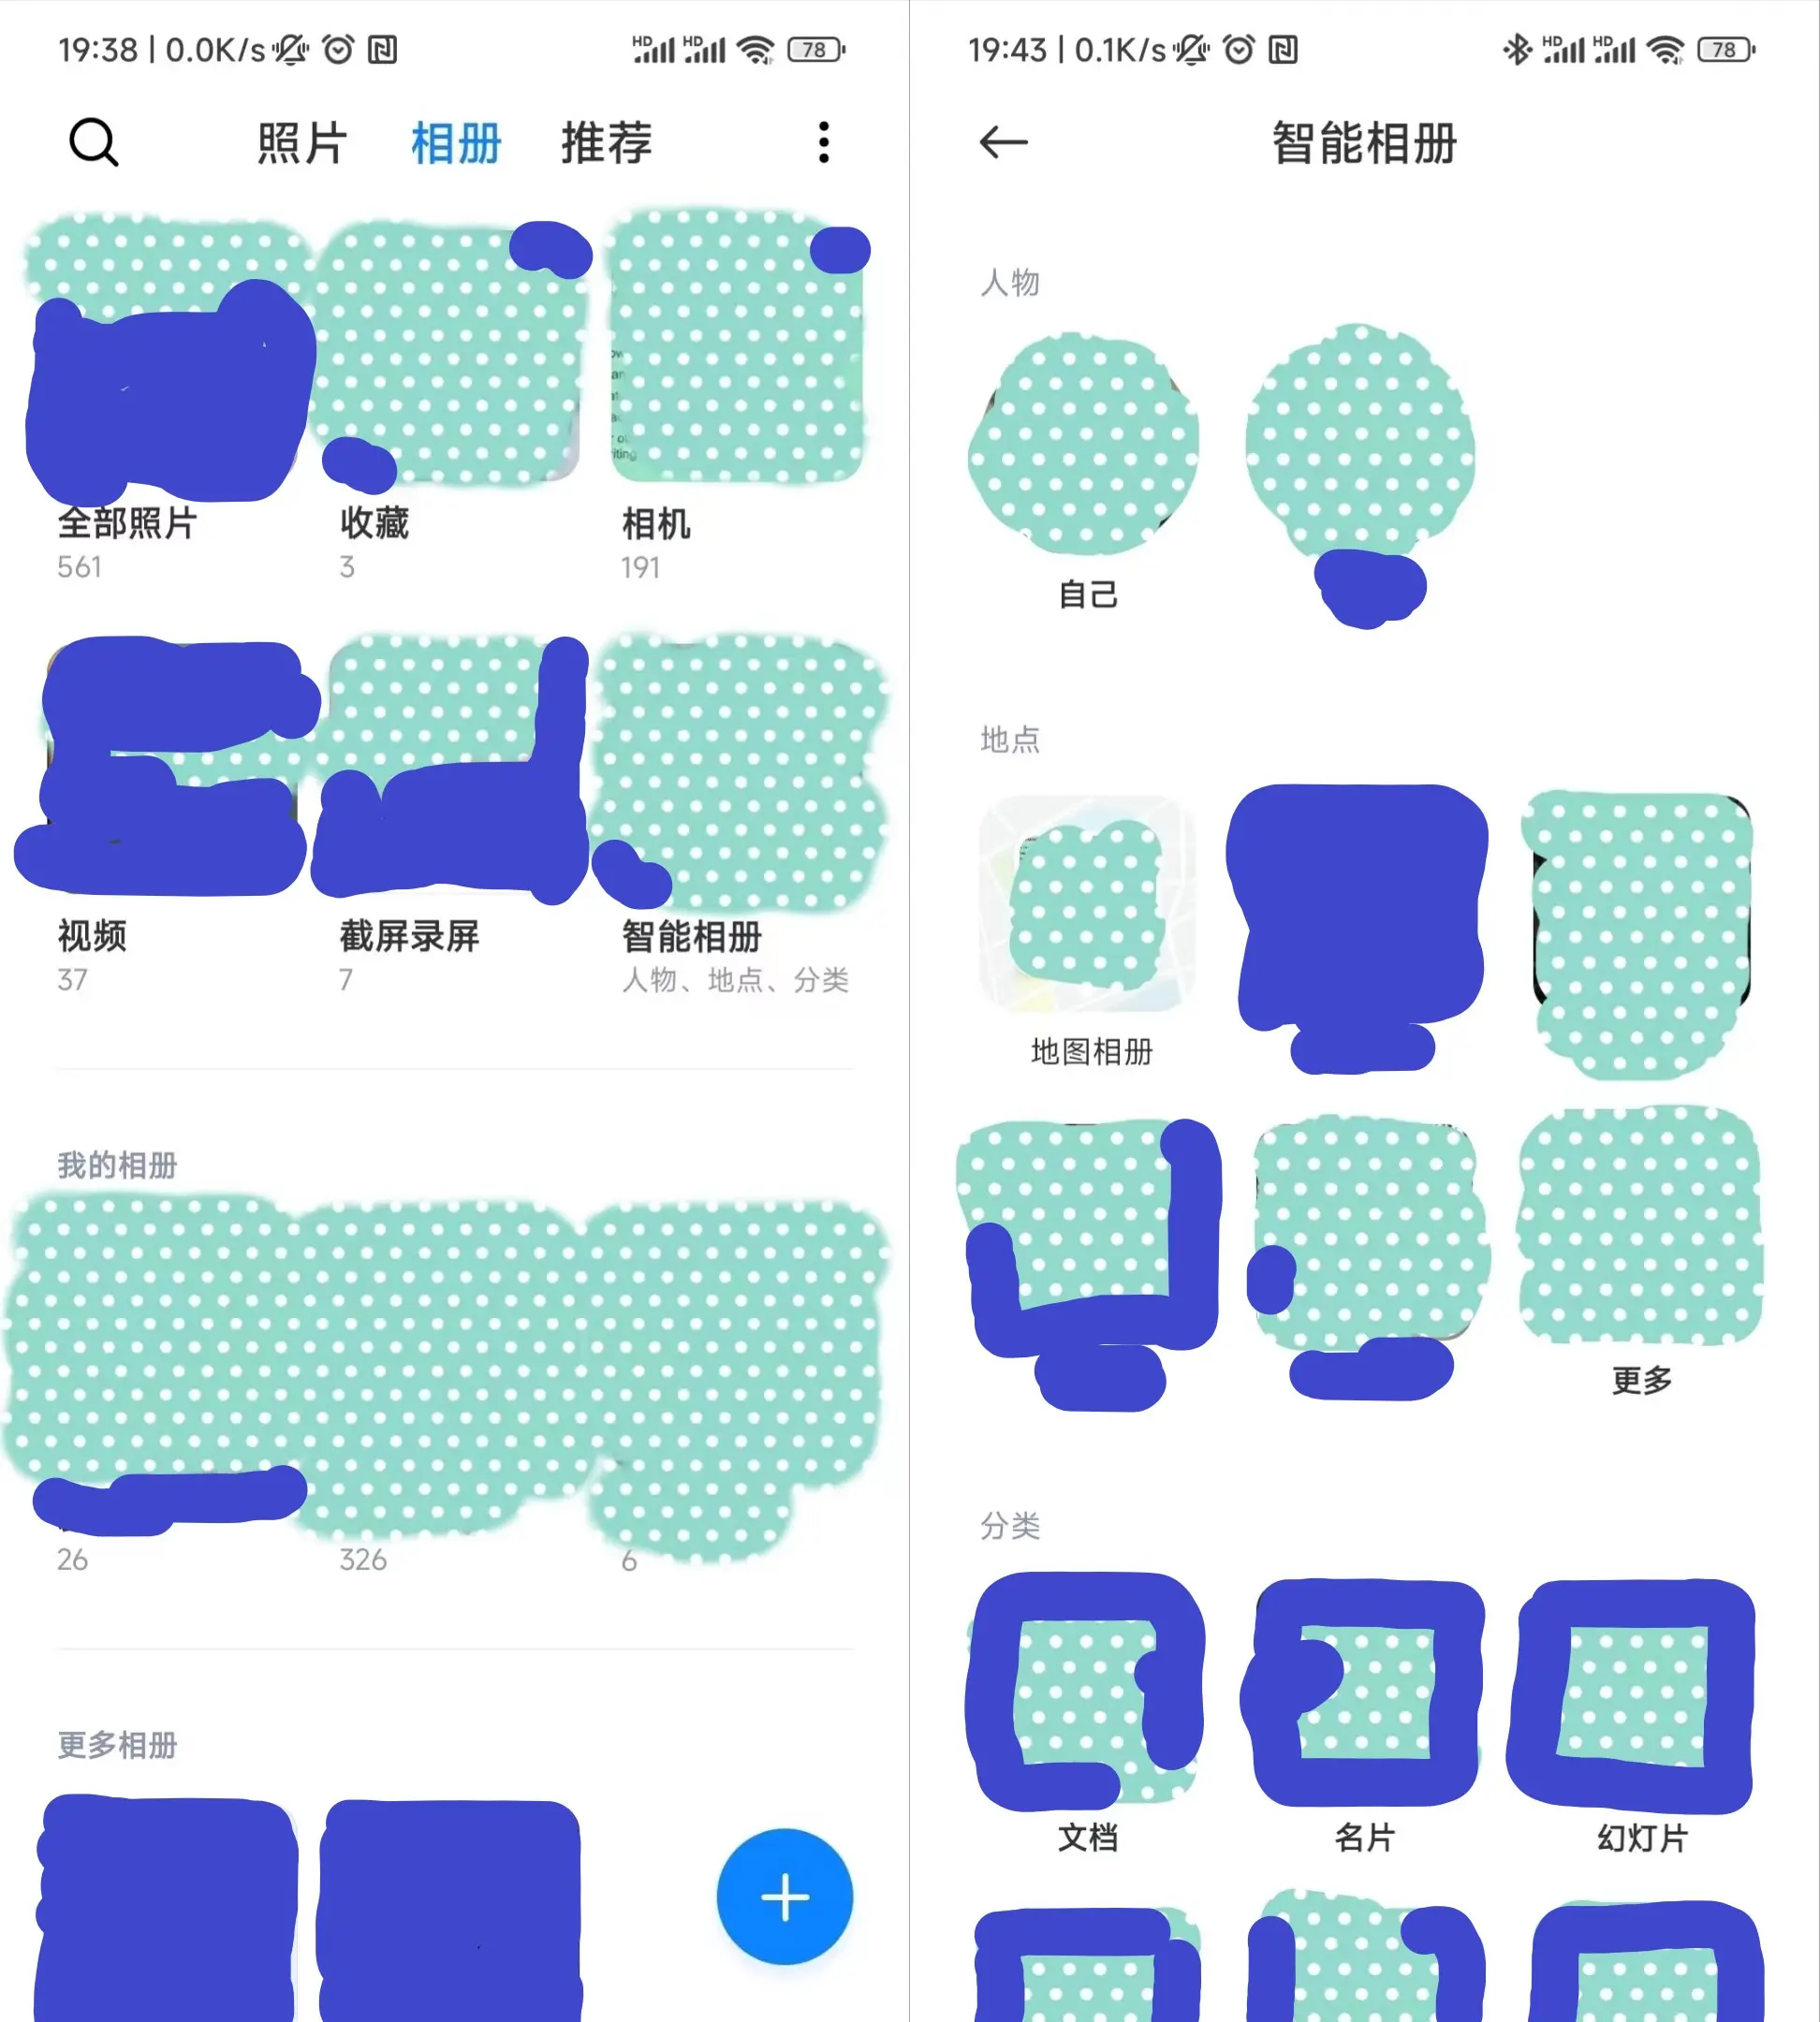 19:38 | 0.0K/s
HD HD 78
照片 相册 推荐
全部照片 收藏 相机
561 3 191
视频 截屏录屏 智能相册
37 7 人物、地点、分类
我的相册
26 326 6
更多相册
19:43 | 0.1K/s
HD HD 78
智能相册
人物
自己
地点
地图相册
更多
分类
文档 名片 幻灯片